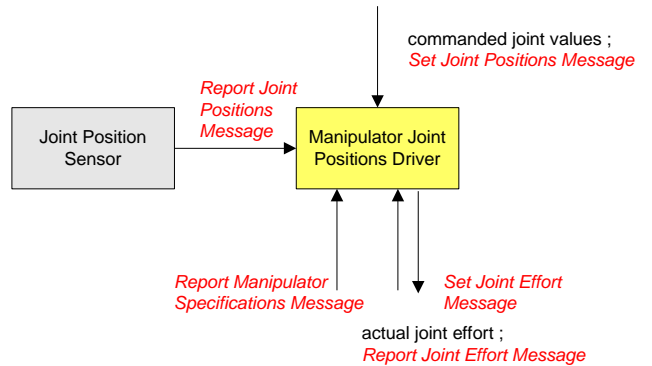 commanded joint values ;
Set Joint Positions Message
Report Joint
Positions
Message
Joint Position
Sensor
Manipulator Joint
Positions Driver
Report Manipulator
Specifications Message
Set Joint Effort
Message
actual joint effort ;
Report Joint Effort Message